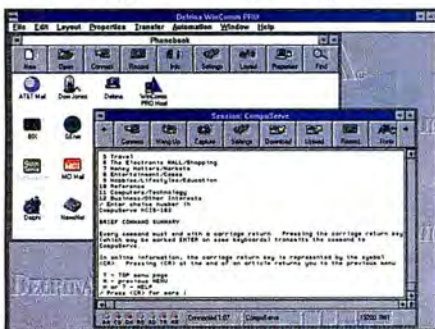 Delrina WinComm PRO
File Edit Layout Properties Transfer Automation Window Help
Phonebook
New Open Connect Record Info Settings Layout Properties Find
AT&T Mail Dow Jones Delrina WinComm PRO Host
BIX GEnie
MCI Mail
Delphi NewsNet
Session: CompuServe
Connect Hang Up Capture Settings Download Upload Record
5 Travel
6 The Electronic MALL/Shopping
7 Money Matters/Markets
8 Entertainment/Games
9 Hobbies/Lifestyles/Education
10 Reference
11 Computers/Technology
12 Business/Other Interests
/ Enter choice number !h
CompuServe HCIS-102
BRIEF COMMAND SUMMARY
Every command must end with a carriage return. Pressing the carriage return key
(which may be marked ENTER on some keyboards) transmits the command to
CompuServe.
In online information, the carriage return key is represented by the symbol
(CR). Pressing (CR) at the end of an article returns you to the previous menu
T - TOP menu page
M - previous MENU
H or ? - HELP
/ Press (CR) for more !
Connected CompuServe
DELRINA